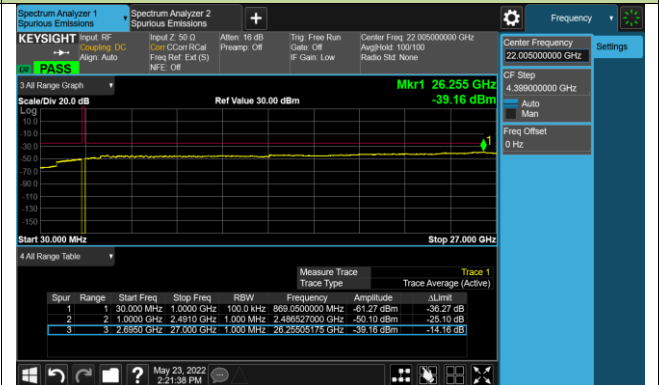 Spectrum Analyzer 1
Spurious Emissions
Spectrum Analyzer 2
Spurious Emissions
+
Frequency
KEYSIGHT
Input: RF
Coupling: DC
Align: Auto
Input Z: 50 Ω
Corr CCorr RCal
Freq Ref: Ext (S)
NFE: Off
Atten: 16 dB
Preamp: Off
Trig: Free Run
Gate: Off
IF Gain: Low
Center Freq: 22.005000000 GHz
Avg|Hold: 100/100
Radio Std: None
PASS
Center Frequency
22.005000000 GHz
Settings
CF Step
4.399000000 GHz
Auto
Man
Freq Offset
0 Hz
3 All Range Graph
Mkr1 26.255 GHz
Scale/Div 20.0 dB
Ref Value 30.00 dBm
-39.16 dBm
Log
10.0
-10.0
-30.0
-50.0
-70.0
-90.0
-110
-130
-150
1
Start 30.000 MHz
Stop 27.000 GHz
4 All Range Table
Measure Trace Trace 1
Trace Type Trace Average (Active)
Spur Range Start Freq Stop Freq RBW Frequency Amplitude ΔLimit
1 1 30.000 MHz 1.0000 GHz 100.0 kHz 869.0500000 MHz -61.27 dBm -36.27 dB
2 2 1.0000 GHz 2.4910 GHz 1.000 MHz 2.486527000 GHz -50.10 dBm -25.10 dB
3 3 2.6950 GHz 27.000 GHz 1.000 MHz 26.25505175 GHz -39.16 dBm -14.16 dB
?
May 23, 2022
2:21:38 PM